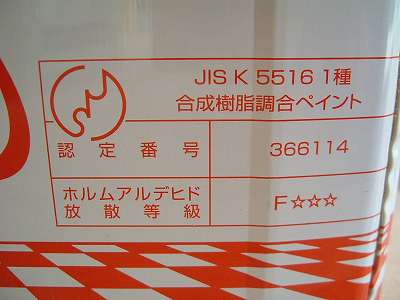 JIS K 5516 1種
合成樹脂調合ペイント
認定番号 366114
ホルムアルデヒド
放散等級 F☆☆☆